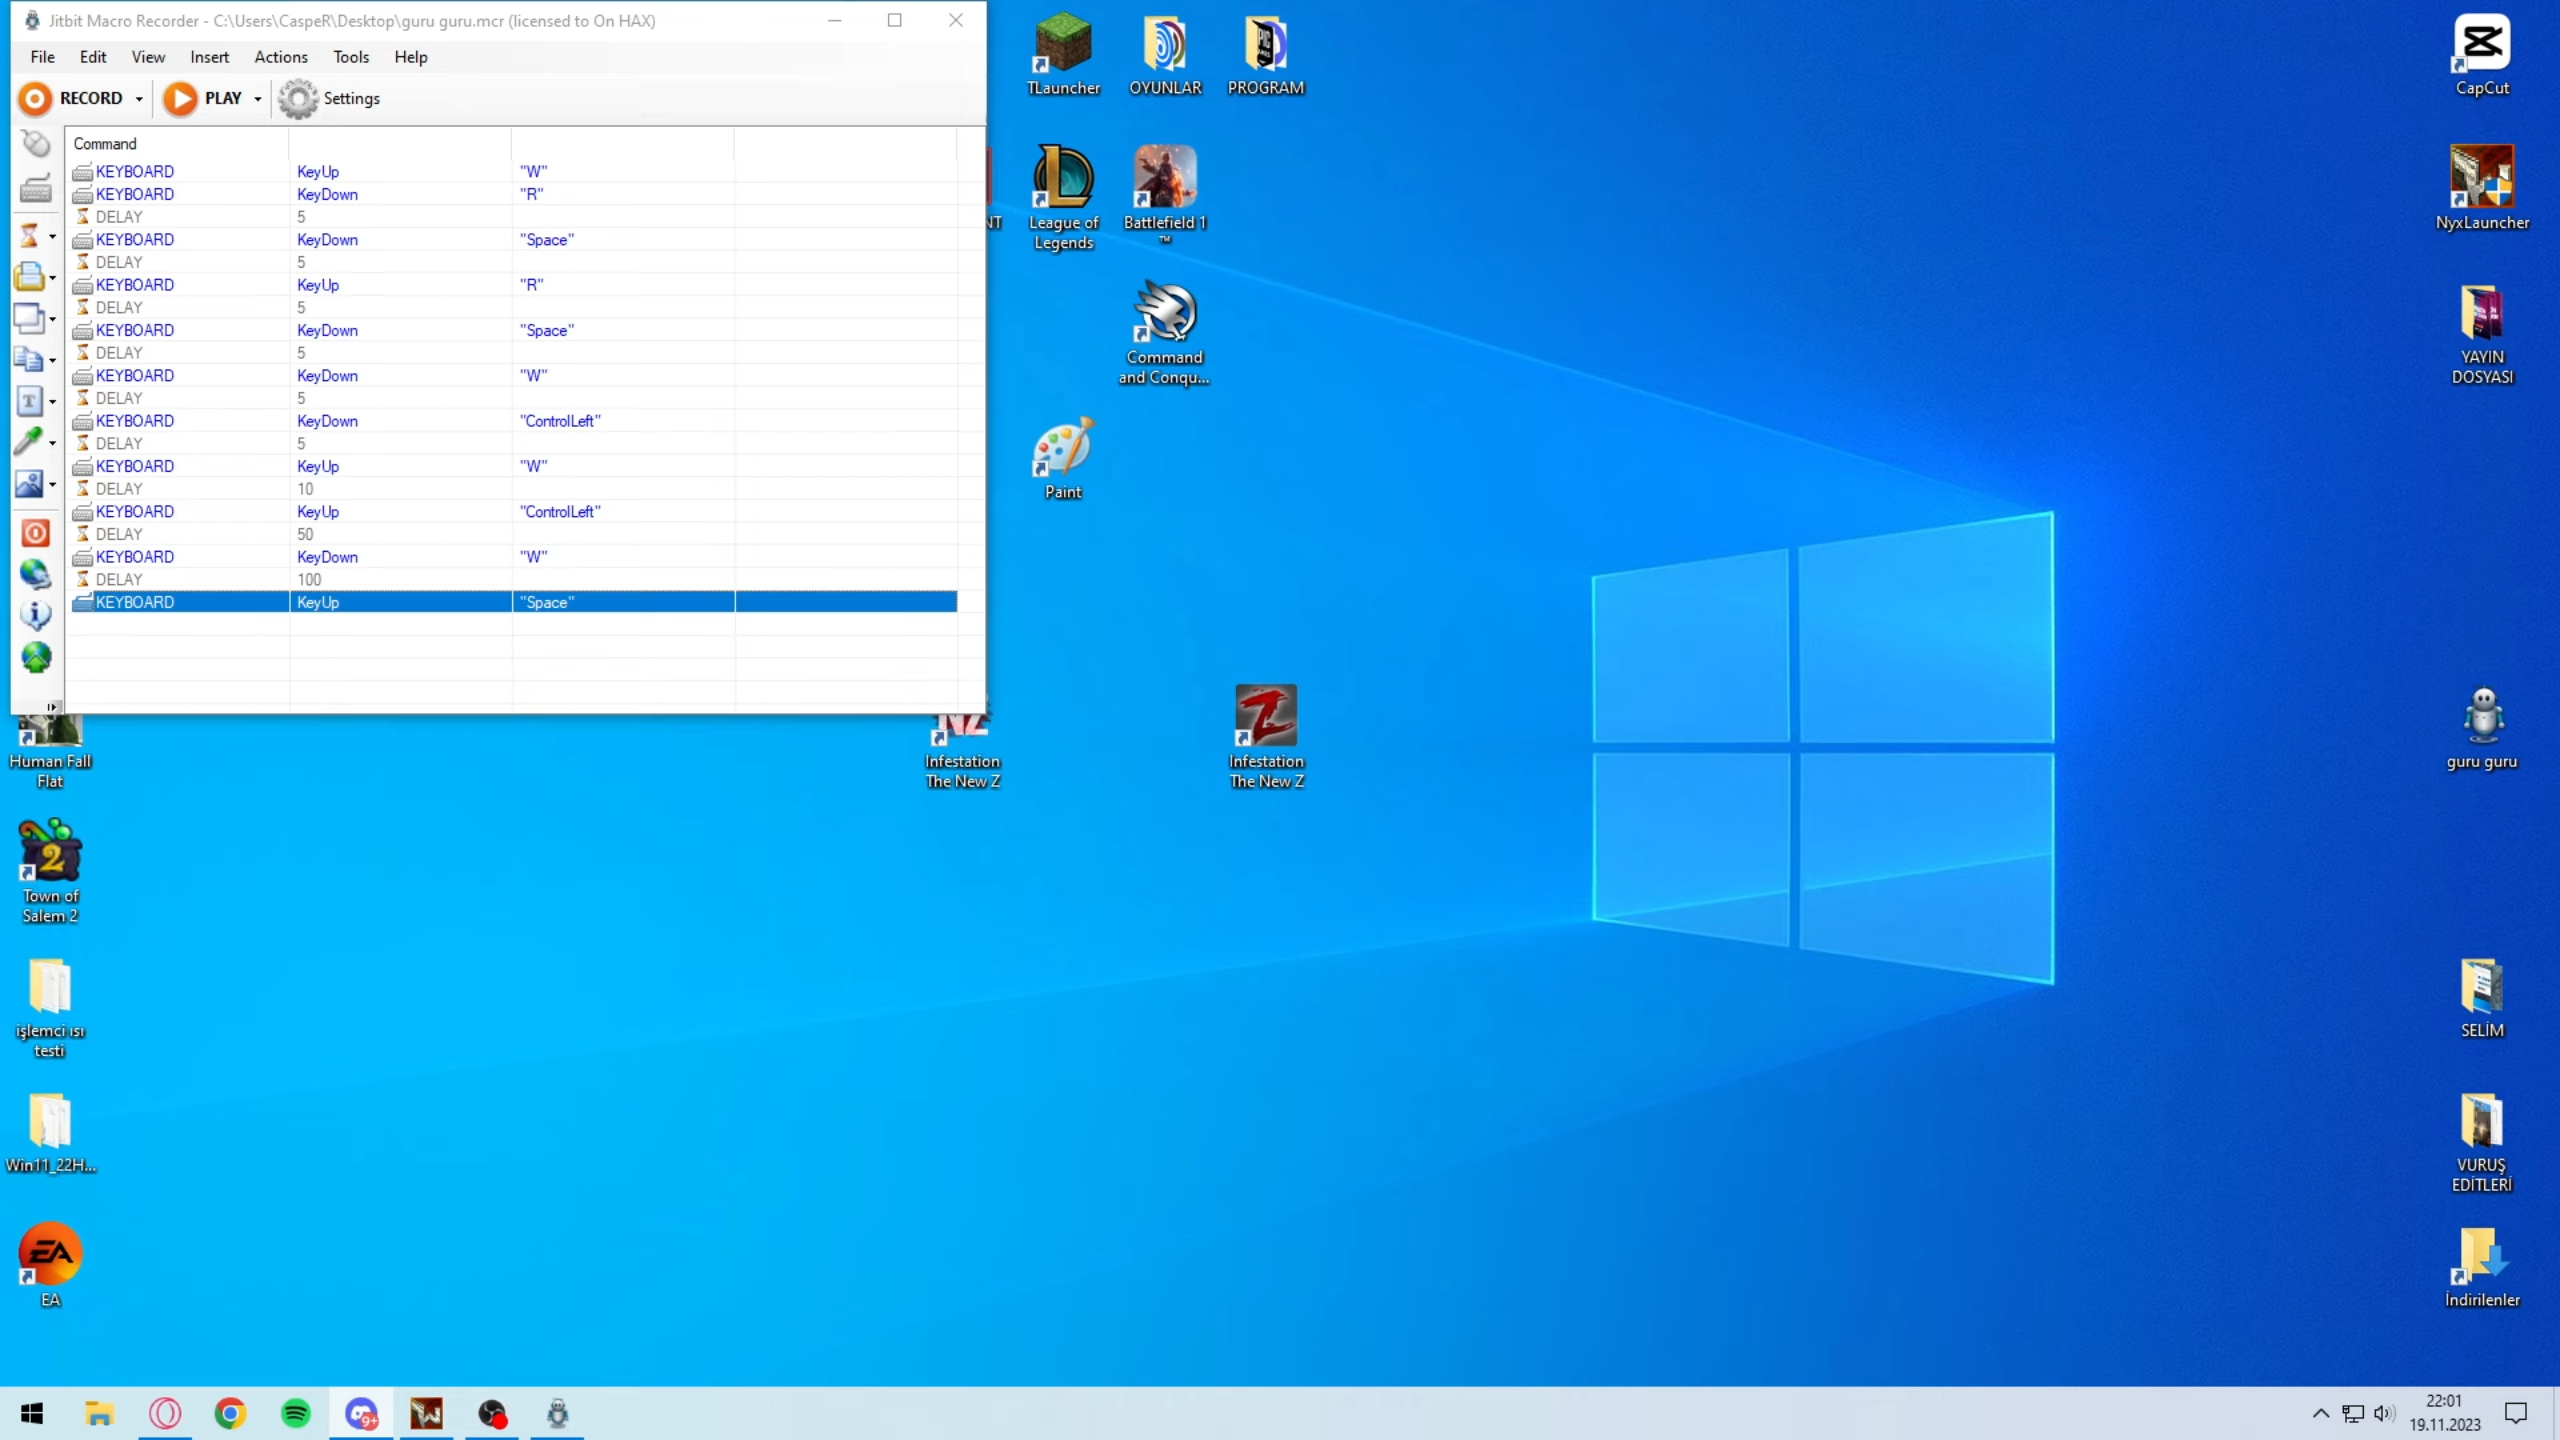 Jitbit Macro Recorder - C:\Users\CaspeR\Desktop\guru guru.mcr (licensed to On HAX)
File Edit View Insert Actions Tools Help
RECORD PLAY Settings
Command
KEYBOARD KeyUp "W"
KEYBOARD KeyDown "R"
DELAY 5
KEYBOARD KeyDown "Space"
DELAY 5
KEYBOARD KeyUp "R"
DELAY 5
KEYBOARD KeyDown "Space"
DELAY 5
KEYBOARD KeyDown "W"
DELAY 5
KEYBOARD KeyDown "ControlLeft"
DELAY 5
KEYBOARD KeyUp "W"
DELAY 10
KEYBOARD KeyUp "ControlLeft"
DELAY 50
KEYBOARD KeyDown "W"
DELAY 100
KEYBOARD KeyUp "Space"
TLauncher
OYUNLAR
PROGRAM
CapCut
NT
League of
Legends
Battlefield 1
™
NyxLauncher
Command
and Conqu...
YAYIN
DOSYASI
Paint
Human Fall
Flat
Infestation
The New Z
Infestation
The New Z
guru guru
Town of
Salem 2
işlemci ısı
testi
SELİM
Win11_22H...
VURUŞ
EDİTLERİ
EA
EA
İndirilenler
9+
22:01
19.11.2023